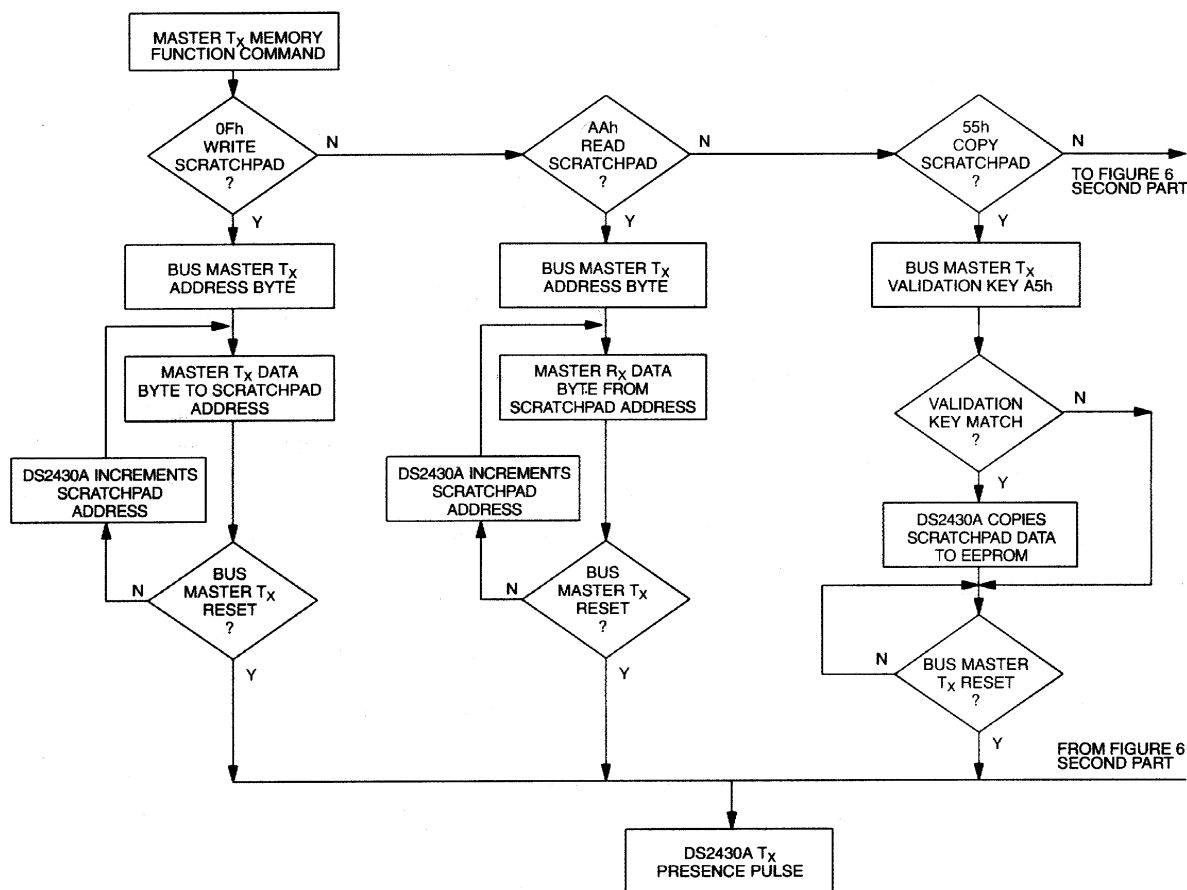 MASTER TX MEMORY
FUNCTION COMMAND
0Fh
WRITE
SCRATCHPAD
?
N
Y
AAh
READ
SCRATCHPAD
?
N
Y
55h
COPY
SCRATCHPAD
?
N
Y
TO FIGURE 6
SECOND PART
BUS MASTER TX
ADDRESS BYTE
BUS MASTER TX
ADDRESS BYTE
BUS MASTER TX
VALIDATION KEY A5h
MASTER TX DATA
BYTE TO SCRATCHPAD
ADDRESS
MASTER RX DATA
BYTE FROM
SCRATCHPAD ADDRESS
VALIDATION
KEY MATCH
?
N
Y
DS2430A INCREMENTS
SCRATCHPAD
ADDRESS
DS2430A INCREMENTS
SCRATCHPAD
ADDRESS
DS2430A COPIES
SCRATCHPAD DATA
TO EEPROM
BUS
MASTER TX
RESET
?
N
Y
BUS
MASTER TX
RESET
?
N
Y
BUS MASTER
TX RESET
?
N
Y
FROM FIGURE 6
SECOND PART
DS2430A TX
PRESENCE PULSE